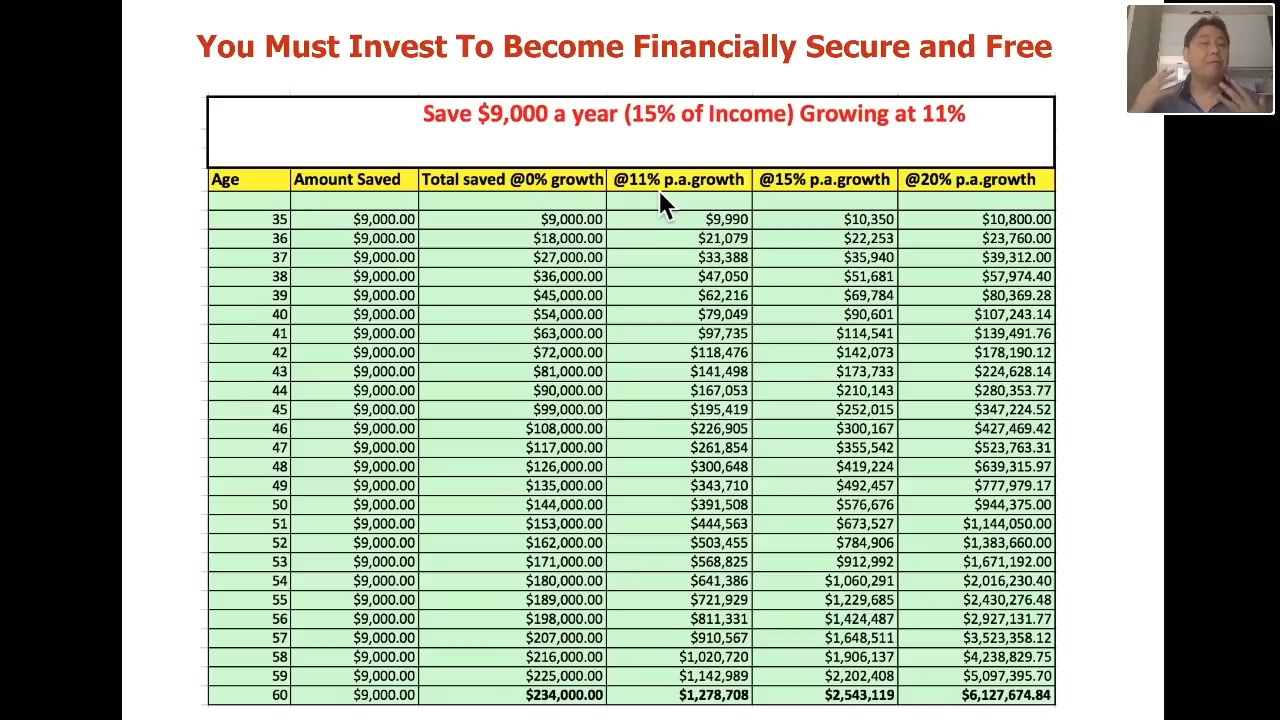 You Must Invest To Become Financially Secure and Free
Save $9,000 a year (15% of Income) Growing at 11%
Age Amount Saved Total saved @0% growth @11% p.a.growth @15% p.a.growth @20% p.a.growth
35 $9,000.00 $9,000.00 $9,990 $10,350 $10,800.00
36 $9,000.00 $18,000.00 $21,079 $22,253 $23,760.00
37 $9,000.00 $27,000.00 $33,388 $35,940 $39,312.00
38 $9,000.00 $36,000.00 $47,050 $51,681 $57,974.40
39 $9,000.00 $45,000.00 $62,216 $69,784 $80,369.28
40 $9,000.00 $54,000.00 $79,049 $90,601 $107,243.14
41 $9,000.00 $63,000.00 $97,735 $114,541 $139,491.76
42 $9,000.00 $72,000.00 $118,476 $142,073 $178,190.12
43 $9,000.00 $81,000.00 $141,498 $173,733 $224,628.14
44 $9,000.00 $90,000.00 $167,053 $210,143 $280,353.77
45 $9,000.00 $99,000.00 $195,419 $252,015 $347,224.52
46 $9,000.00 $108,000.00 $226,905 $300,167 $427,469.42
47 $9,000.00 $117,000.00 $261,854 $355,542 $523,763.31
48 $9,000.00 $126,000.00 $300,648 $419,224 $639,315.97
49 $9,000.00 $135,000.00 $343,710 $492,457 $777,979.17
50 $9,000.00 $144,000.00 $391,508 $576,676 $944,375.00
51 $9,000.00 $153,000.00 $444,563 $673,527 $1,144,050.00
52 $9,000.00 $162,000.00 $503,455 $784,906 $1,383,660.00
53 $9,000.00 $171,000.00 $568,825 $912,992 $1,671,192.00
54 $9,000.00 $180,000.00 $641,386 $1,060,291 $2,016,230.40
55 $9,000.00 $189,000.00 $721,929 $1,229,685 $2,430,276.48
56 $9,000.00 $198,000.00 $811,331 $1,424,487 $2,927,131.77
57 $9,000.00 $207,000.00 $910,567 $1,648,511 $3,523,358.12
58 $9,000.00 $216,000.00 $1,020,720 $1,906,137 $4,238,829.75
59 $9,000.00 $225,000.00 $1,142,989 $2,202,408 $5,097,395.70
60 $9,000.00 $234,000.00 $1,278,708 $2,543,119 $6,127,674.84